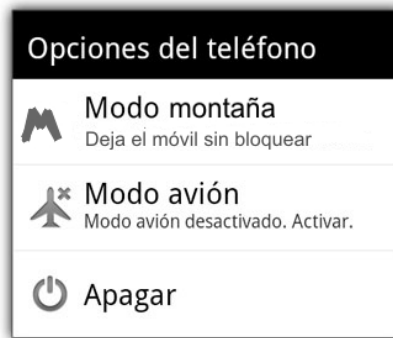 Opciones del teléfono
Modo montaña
Deja el móvil sin bloquear
Modo avión
Modo avión desactivado. Activar.
Apagar